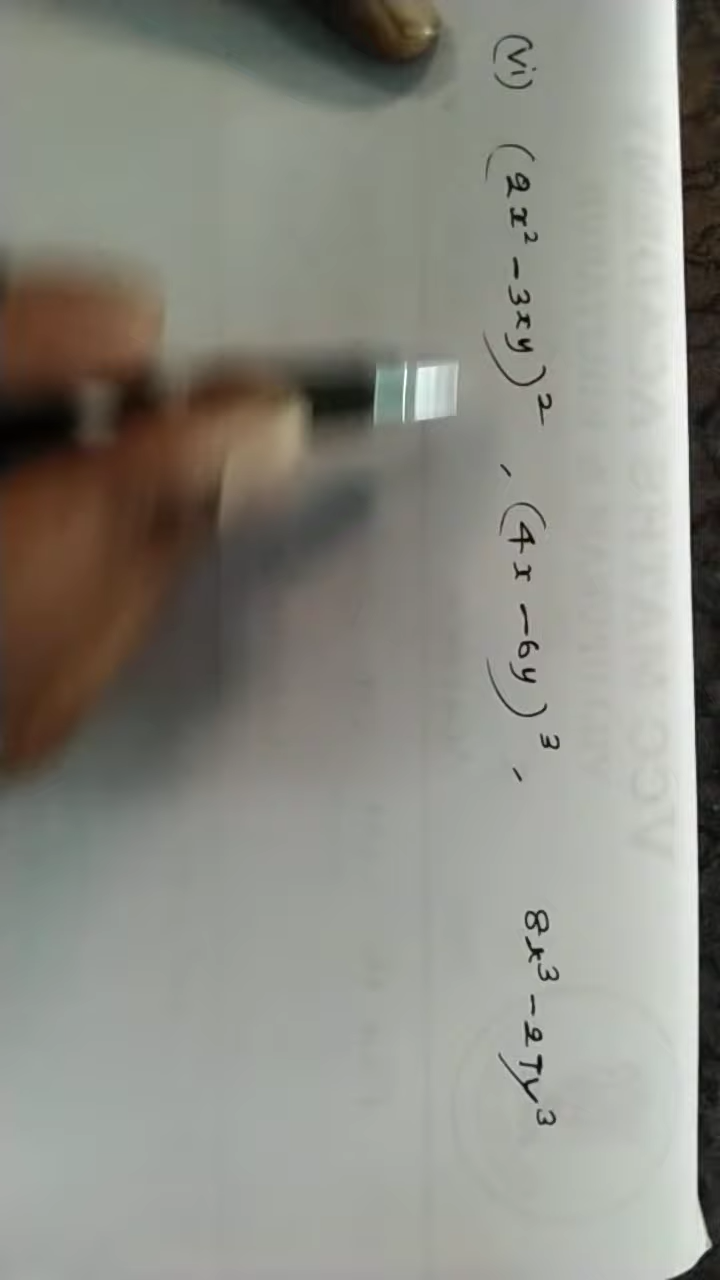 (vi) (2x² - 3xy)² , (4x - 6y)³ , 8x³ - 27y³